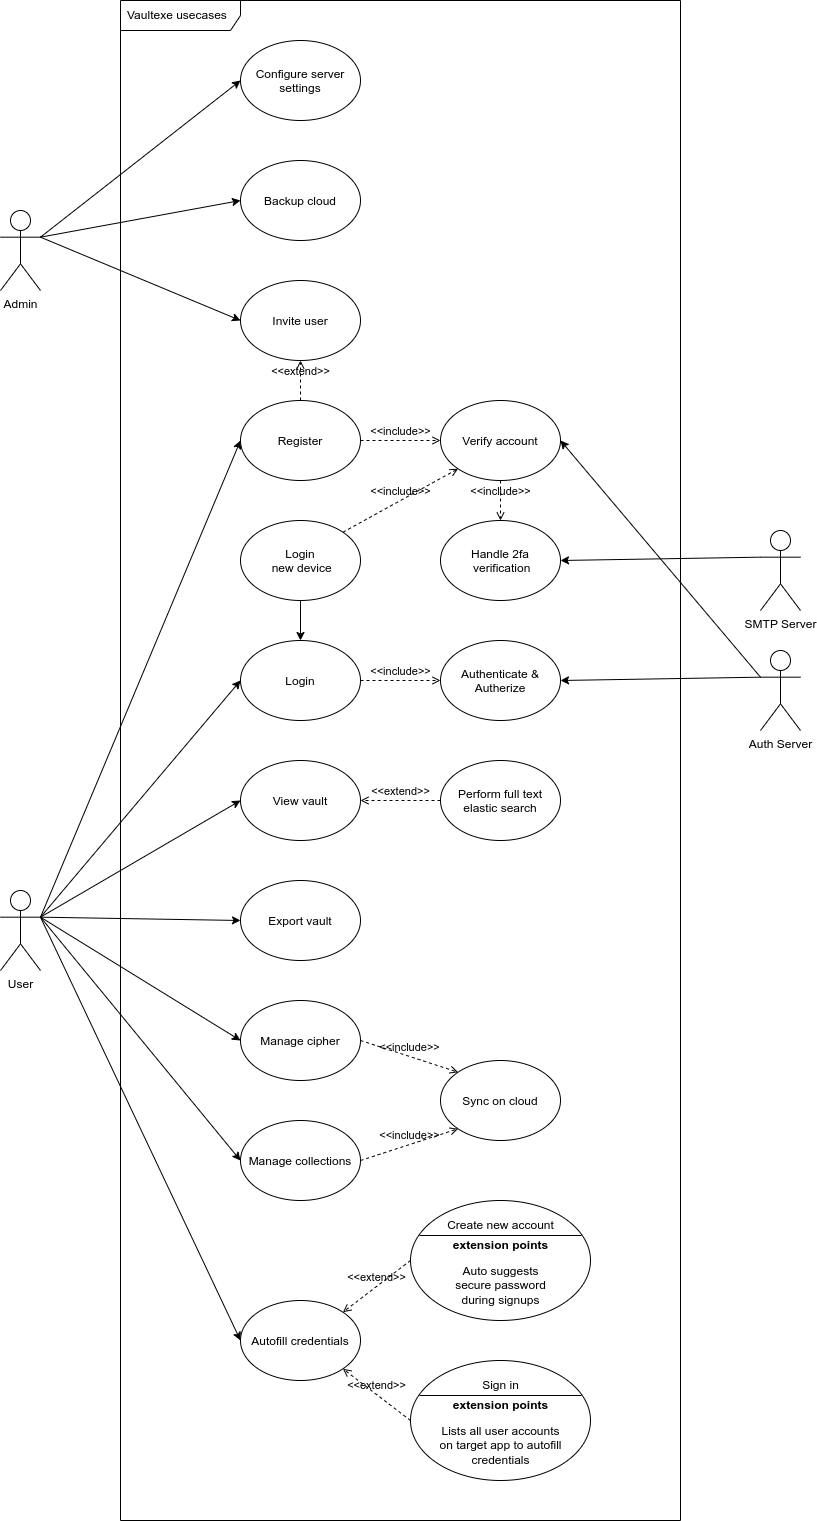 Vaultexe usecases
Configure server
settings
Backup cloud
Admin
Invite user
<<extend>>
Register
<<include>>
Verify account
<<include>>
<<include>>
Login
new device
Handle 2fa
verification
SMTP Server
Login
<<include>>
Authenticate &
Autherize
Auth Server
View vault
<<extend>>
Perform full text
elastic search
Export vault
User
Manage cipher
<<include>>
Sync on cloud
<<include>>
Manage collections
Create new account
extension points
Auto suggests
secure password
during signups
<<extend>>
Autofill credentials
<<extend>>
Sign in
extension points
Lists all user accounts
on target app to autofill
credentials